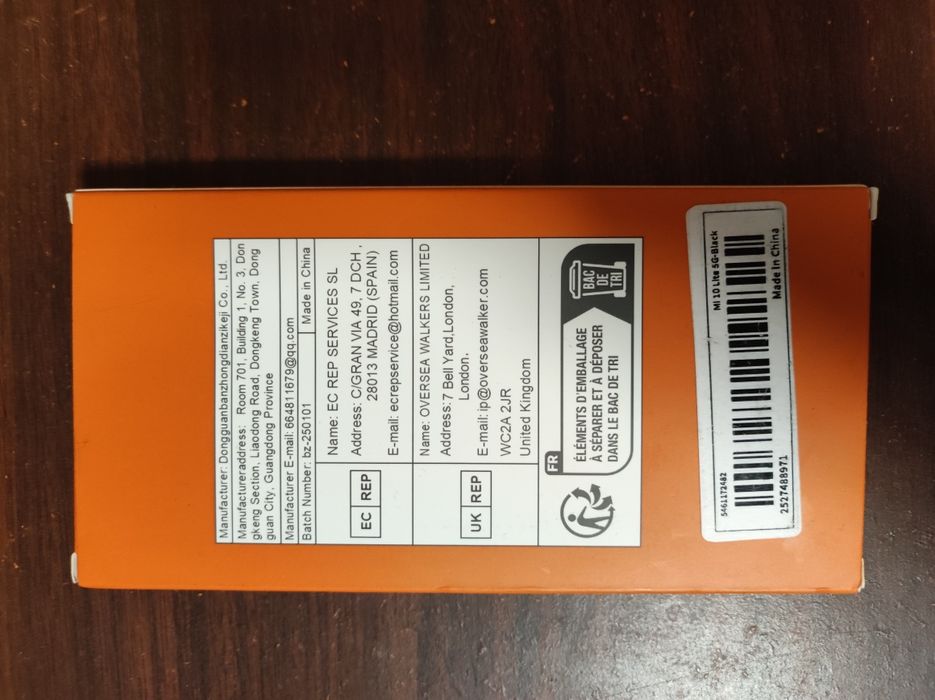 Manufacturer: Dongguanbanzhongdianzikeji Co., Ltd.
Manufactureraddress: Room 701, Building 1, No. 3, Don
gkeng Section, Liaodong Road, Dongkeng Town, Dong
guan City, Guangdong Province
Manufacturer E-mail: 664811679@qq.com
Batch Number: bz-250101 Made in China
EC REP
Name: EC REP SERVICES SL
Address: C/GRAN VIA 49, 7 DCH ,
28013 MADRID (SPAIN)
E-mail: ecrepservice@hotmail.com
UK REP
Name: OVERSEA WALKERS LIMITED
Address:7 Bell Yard,London,
London,
E-mail: ip@overseawalker.com
WC2A 2JR
United Kingdom
FR
ÉLÉMENTS D'EMBALLAGE
À SÉPARER ET À DÉPOSER
DANS LE BAC DE TRI
BAC
DE
TRI
Mi 10 Lite 5G-Black
5461172482
2527488971
Made in China